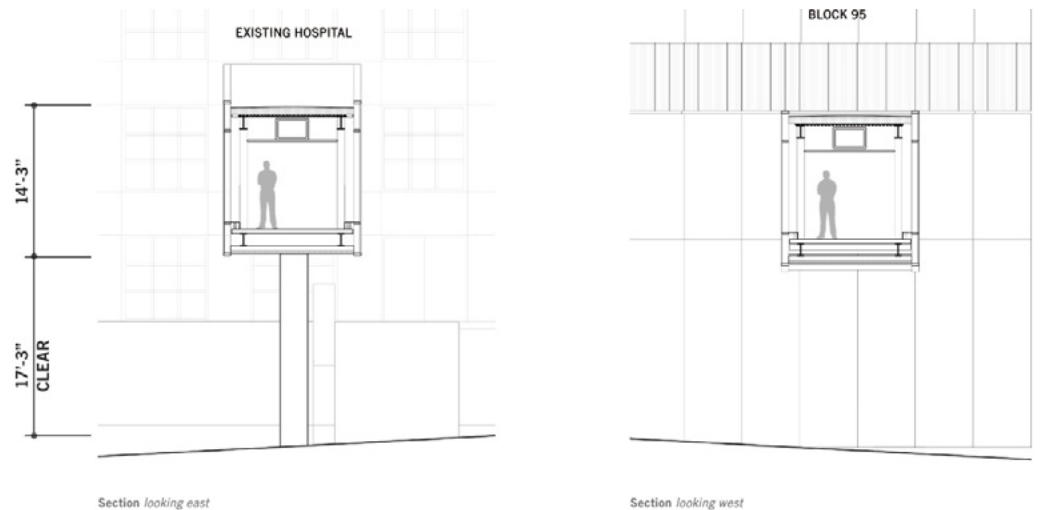 EXISTING HOSPITAL
BLOCK 95
14'-3"
17'-3"
CLEAR
Section looking east
Section looking west